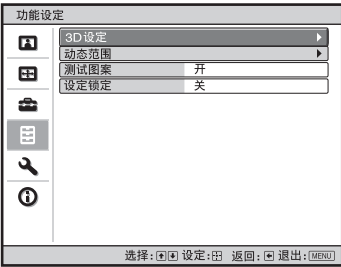 功能设定
3D设定
动态范围
测试图案 开
设定锁定 关
选择: 设定: 返回: 退出: MENU